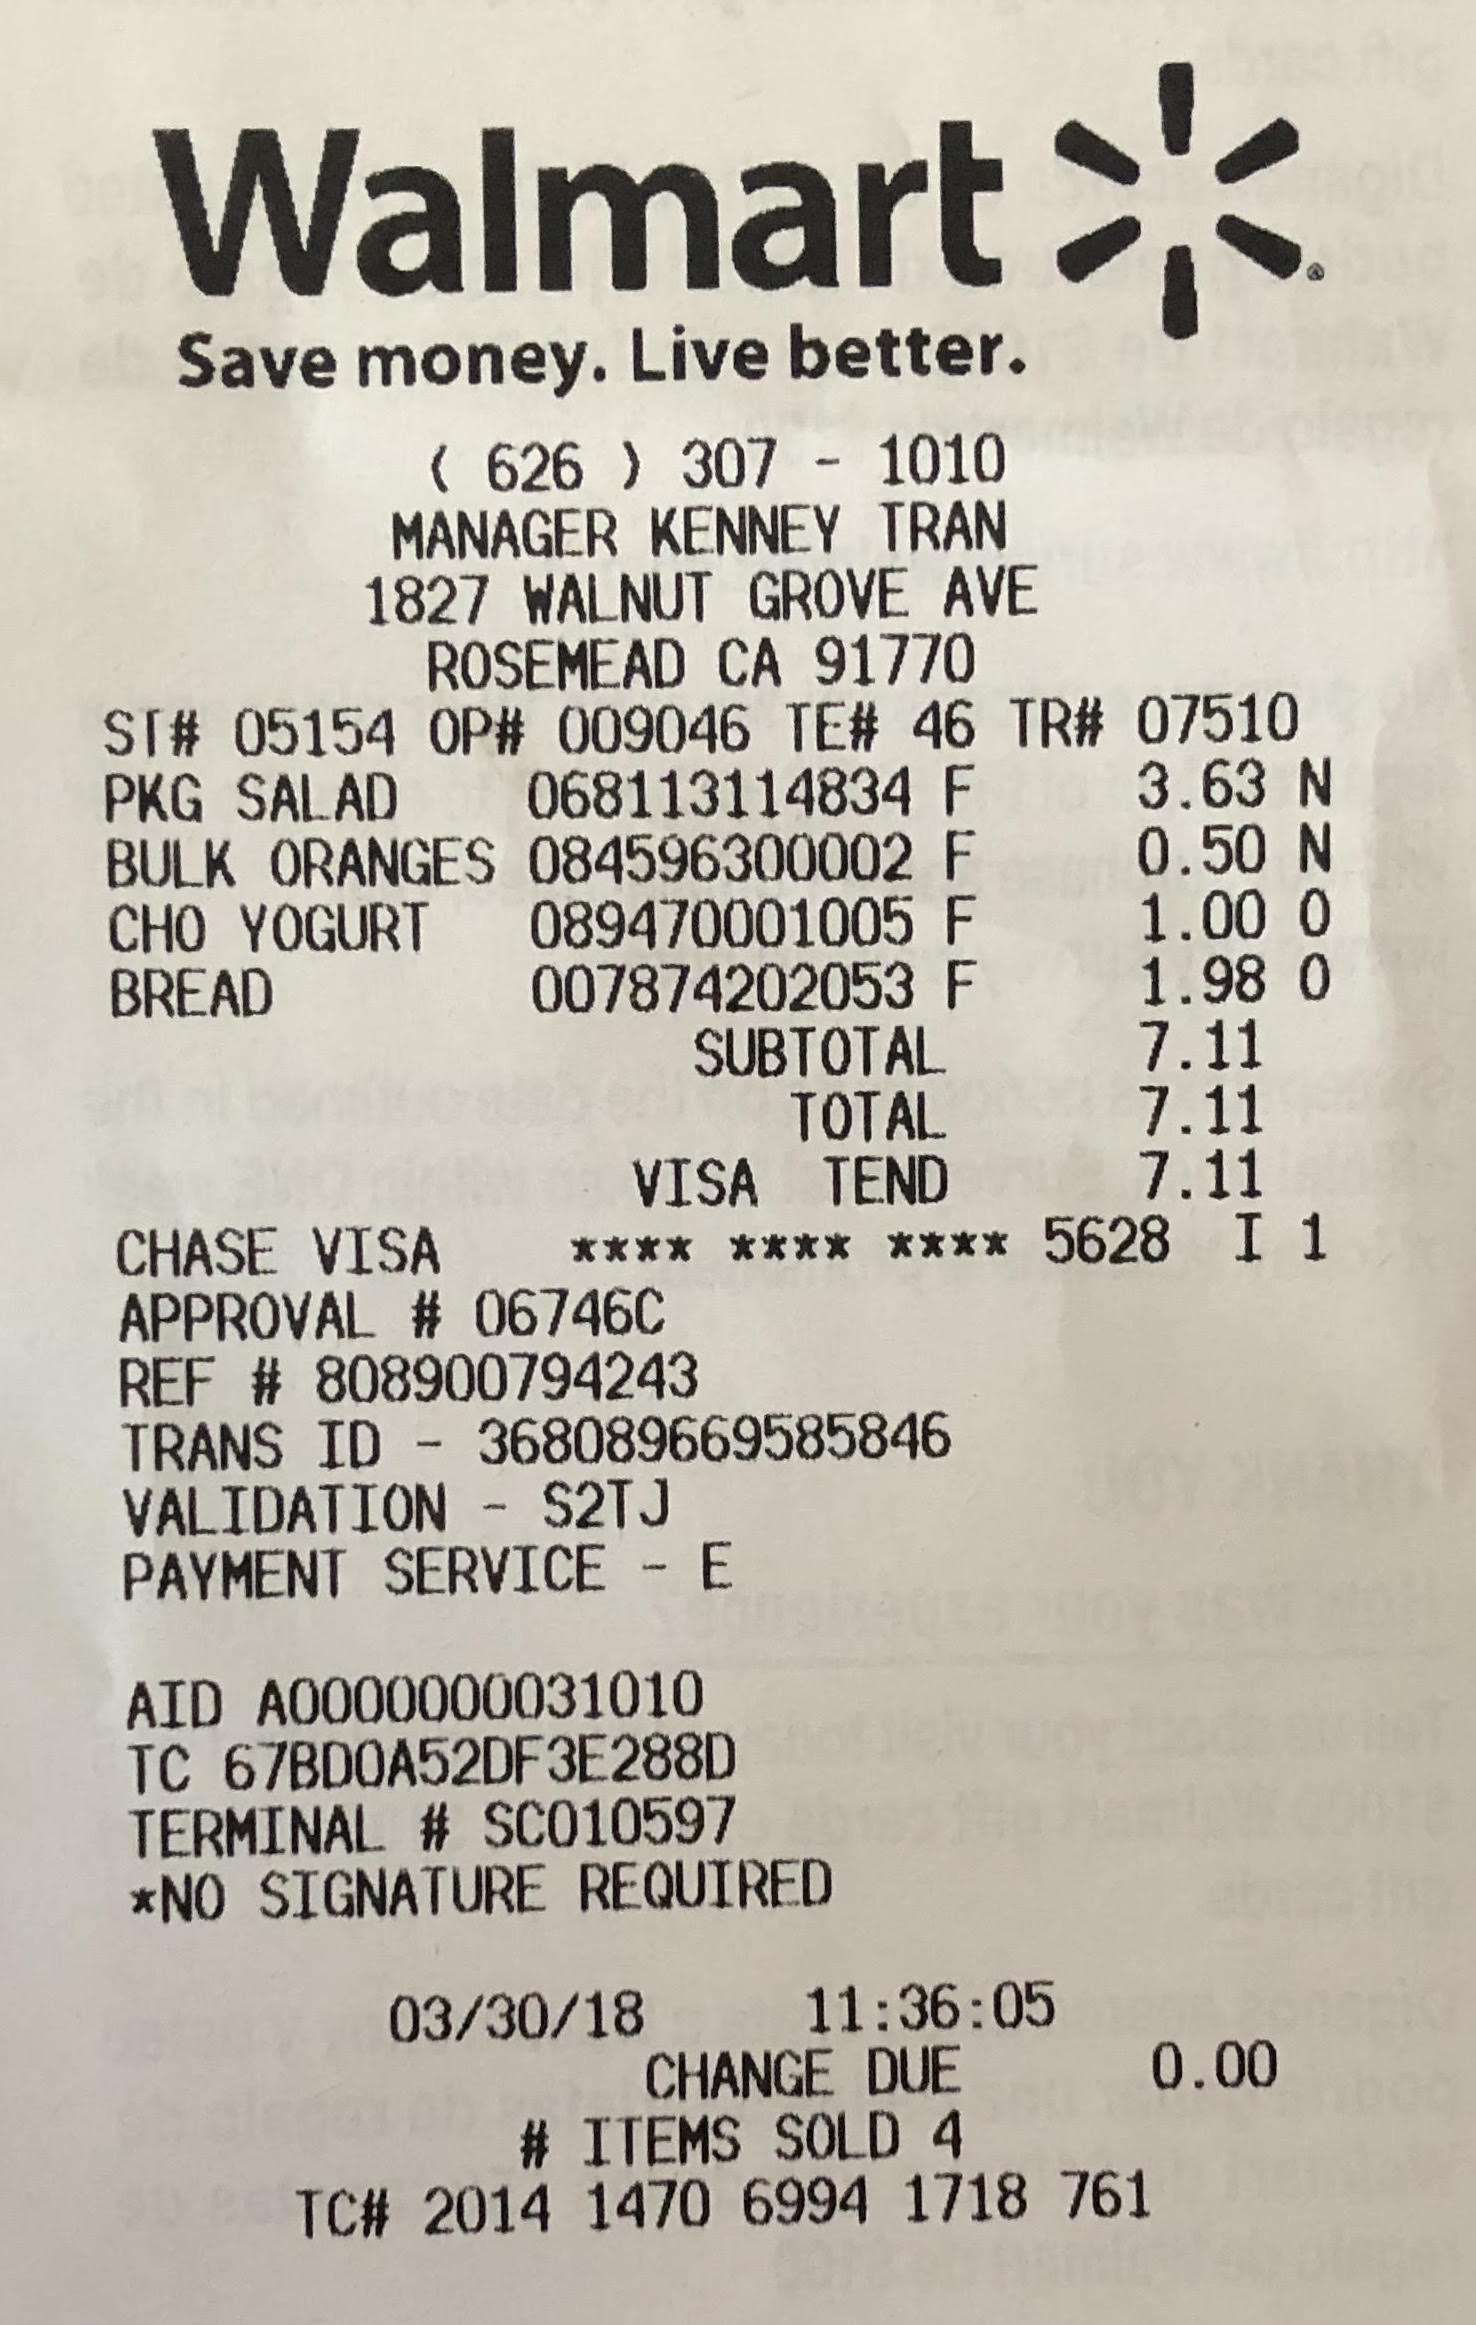 Walmart
Save money. Live better.
( 626 ) 307 - 1010
MANAGER KENNEY TRAN
1827 WALNUT GROVE AVE
ROSEMEAD CA 91770
ST# 05154 OP# 009046 TE# 46 TR# 07510
PKG SALAD 068113114834 F 3.63 N
BULK ORANGES 084596300002 F 0.50 N
CHO YOGURT 089470001005 F 1.00 O
BREAD 007874202053 F 1.98 O
SUBTOTAL 7.11
TOTAL 7.11
VISA TEND 7.11
CHASE VISA **** **** **** 5628 I 1
APPROVAL # 06746C
REF # 808900794243
TRANS ID - 368089669585846
VALIDATION - S2TJ
PAYMENT SERVICE - E
AID A0000000031010
TC 67BD0A52DF3E288D
TERMINAL # SC010597
*NO SIGNATURE REQUIRED
03/30/18 11:36:05
CHANGE DUE 0.00
# ITEMS SOLD 4
TC# 2014 1470 6994 1718 761